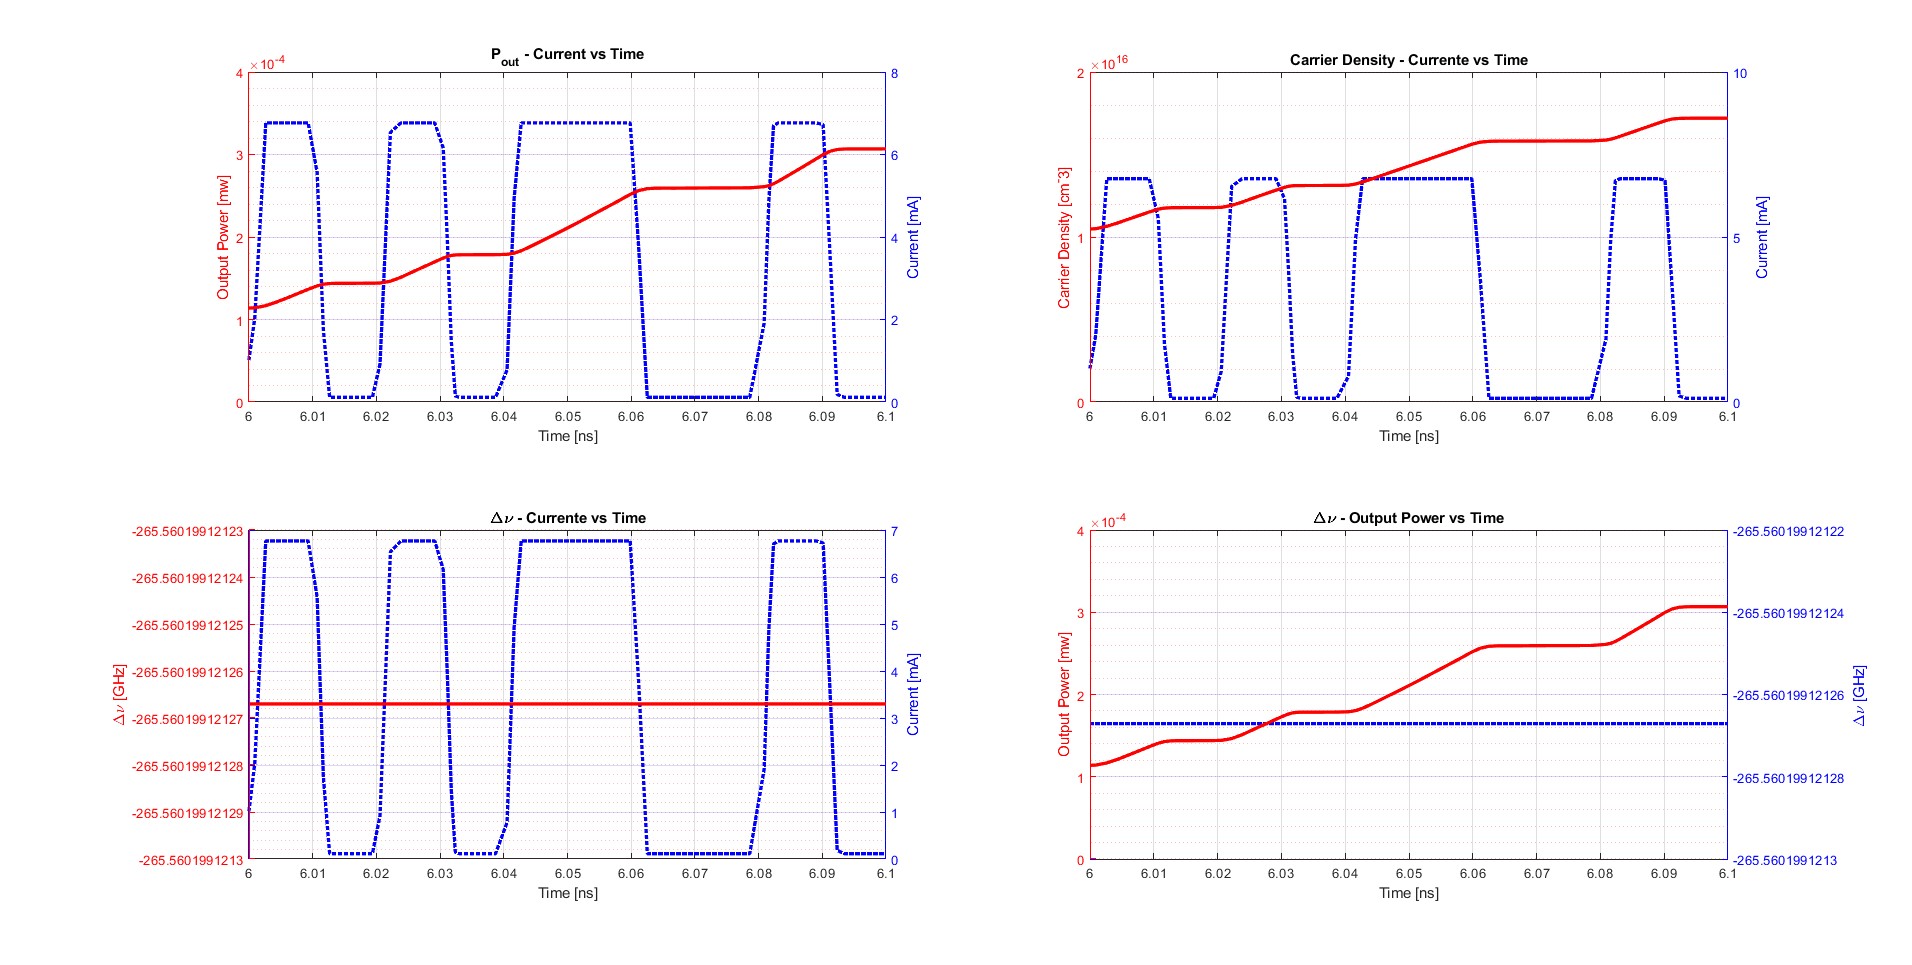 P_out - Current vs Time
×10^-4
4
3
2
1
0
Output Power [mw]
8
6
4
2
0
Current [mA]
6 6.01 6.02 6.03 6.04 6.05 6.06 6.07 6.08 6.09 6.1
Time [ns]
Carrier Density - Currente vs Time
×10^16
2
1
0
Carrier Density [cm^-3]
10
5
0
Current [mA]
6 6.01 6.02 6.03 6.04 6.05 6.06 6.07 6.08 6.09 6.1
Time [ns]
Δν - Currente vs Time
-265.56019912123
-265.56019912124
-265.56019912125
-265.56019912126
-265.56019912127
-265.56019912128
-265.56019912129
-265.5601991213
Δν [GHz]
7
6
5
4
3
2
1
0
Current [mA]
6 6.01 6.02 6.03 6.04 6.05 6.06 6.07 6.08 6.09 6.1
Time [ns]
Δν - Output Power vs Time
×10^-4
4
3
2
1
0
Output Power [mw]
-265.56019912122
-265.56019912124
-265.56019912126
-265.56019912128
-265.5601991213
Δν [GHz]
6 6.01 6.02 6.03 6.04 6.05 6.06 6.07 6.08 6.09 6.1
Time [ns]